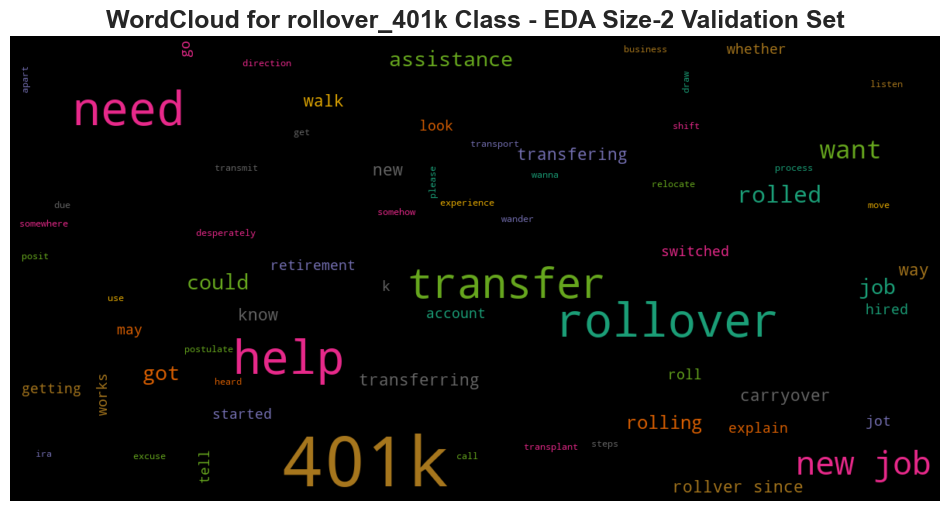 WordCloud for rollover_401k Class - EDA Size-2 Validation Set
go
business
whether
assistance
direction
apart
draw
listen
need
walk
look
shift
get
transport
want
transfering
transmit
new
process
wanna
please
relocate
rolled
due
experience
move
somehow
somewhere
wander
desperately
switched
posit
retirement
way
transfer
could
k
job
use
hired
know
account
rollover
may
postulate
help
got
roll
heard
transferring
getting
works
carryover
started
jot
rolling
explain
401k
steps
transplant
ira
excuse
call
tell
new job
rollver since